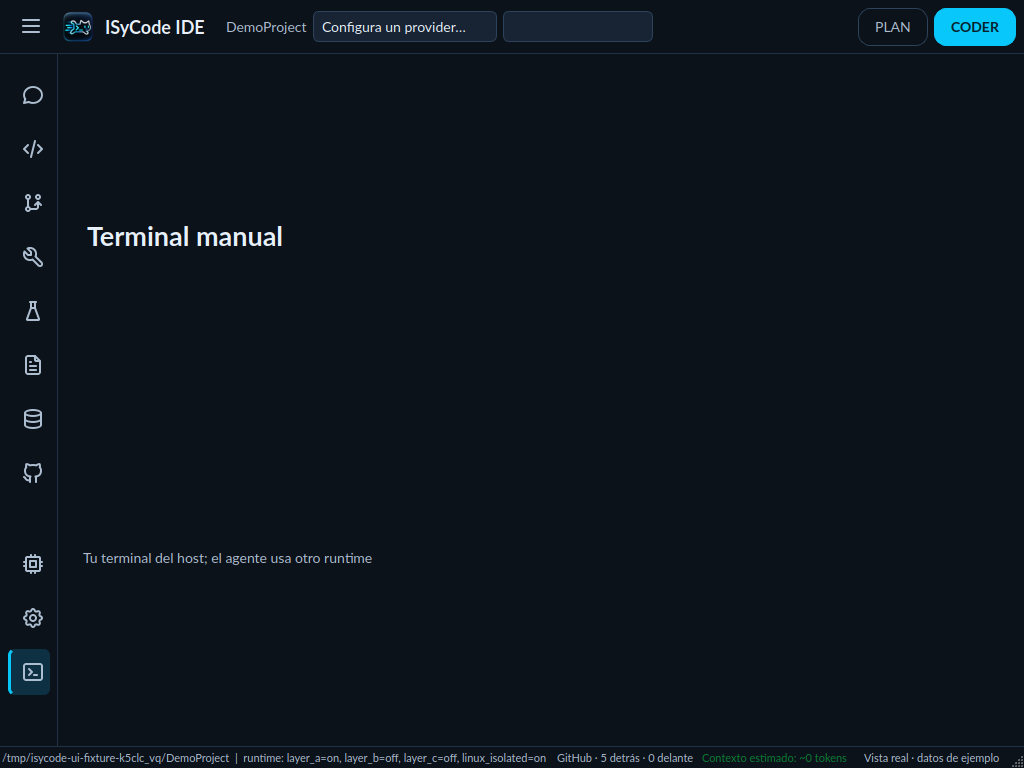 ISyCode IDE DemoProject Configura un provider... PLAN CODER
Terminal manual
Tu terminal del host; el agente usa otro runtime
/tmp/isycode-ui-fixture-k5clc_vq/DemoProject | runtime: layer_a=on, layer_b=off, layer_c=off, linux_isolated=on GitHub · 5 detrás · 0 delante Contexto estimado: ~0 tokens Vista real · datos de ejemplo